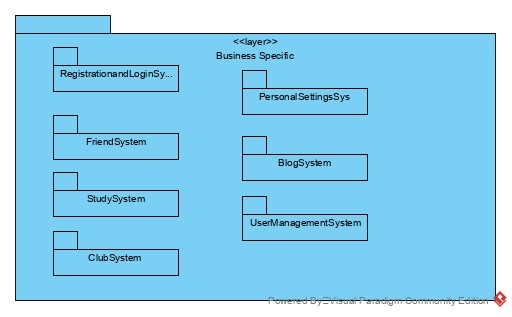 <<layer>>
Business Specific
RegistrationandLoginSy...
PersonalSettingsSys
FriendSystem
BlogSystem
StudySystem
UserManagementSystem
ClubSystem
Powered By Visual Paradigm Community Edition